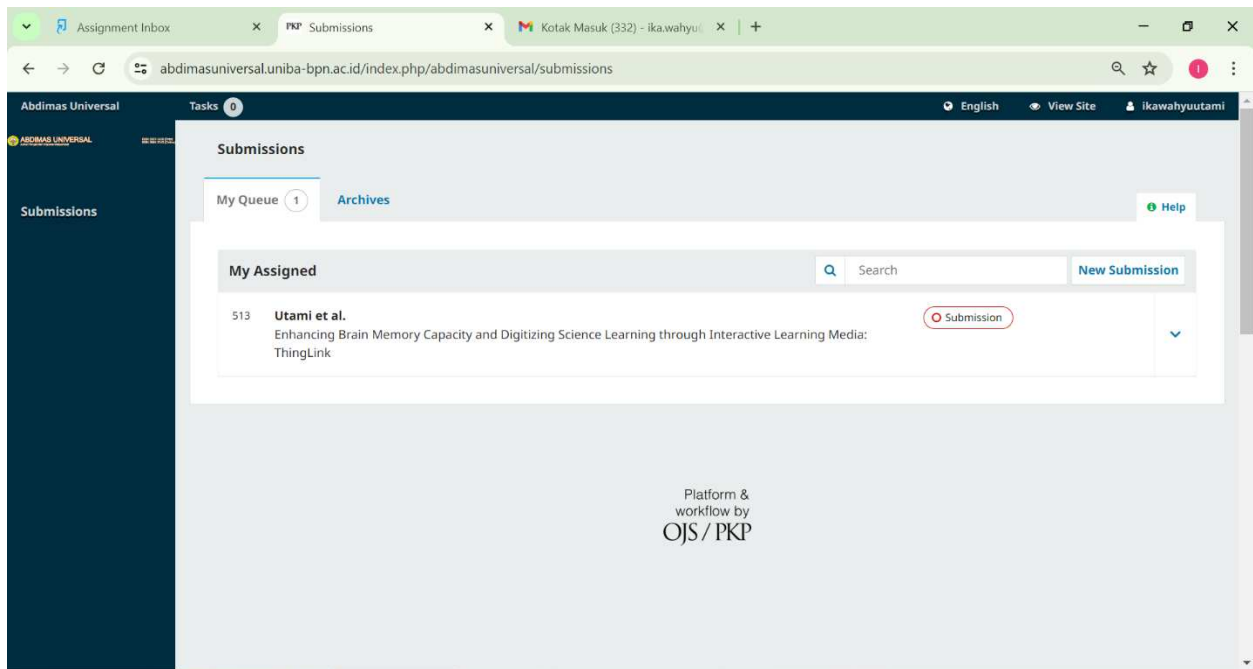 Assignment Inbox
PKP Submissions
Kotak Masuk (332) - ika.wahyu
abdimasuniversal.uniba-bpn.ac.id/index.php/abdimasuniversal/submissions
I
Abdimas Universal
Tasks 0
English
View Site
ikawahyuutami
ABDIMAS UNIVERSAL
Submissions
Submissions
My Queue 1
Archives
Help
My Assigned
Search
New Submission
513
Utami et al.
Submission
Enhancing Brain Memory Capacity and Digitizing Science Learning through Interactive Learning Media:
ThingLink
Platform &
workflow by
OJS / PKP